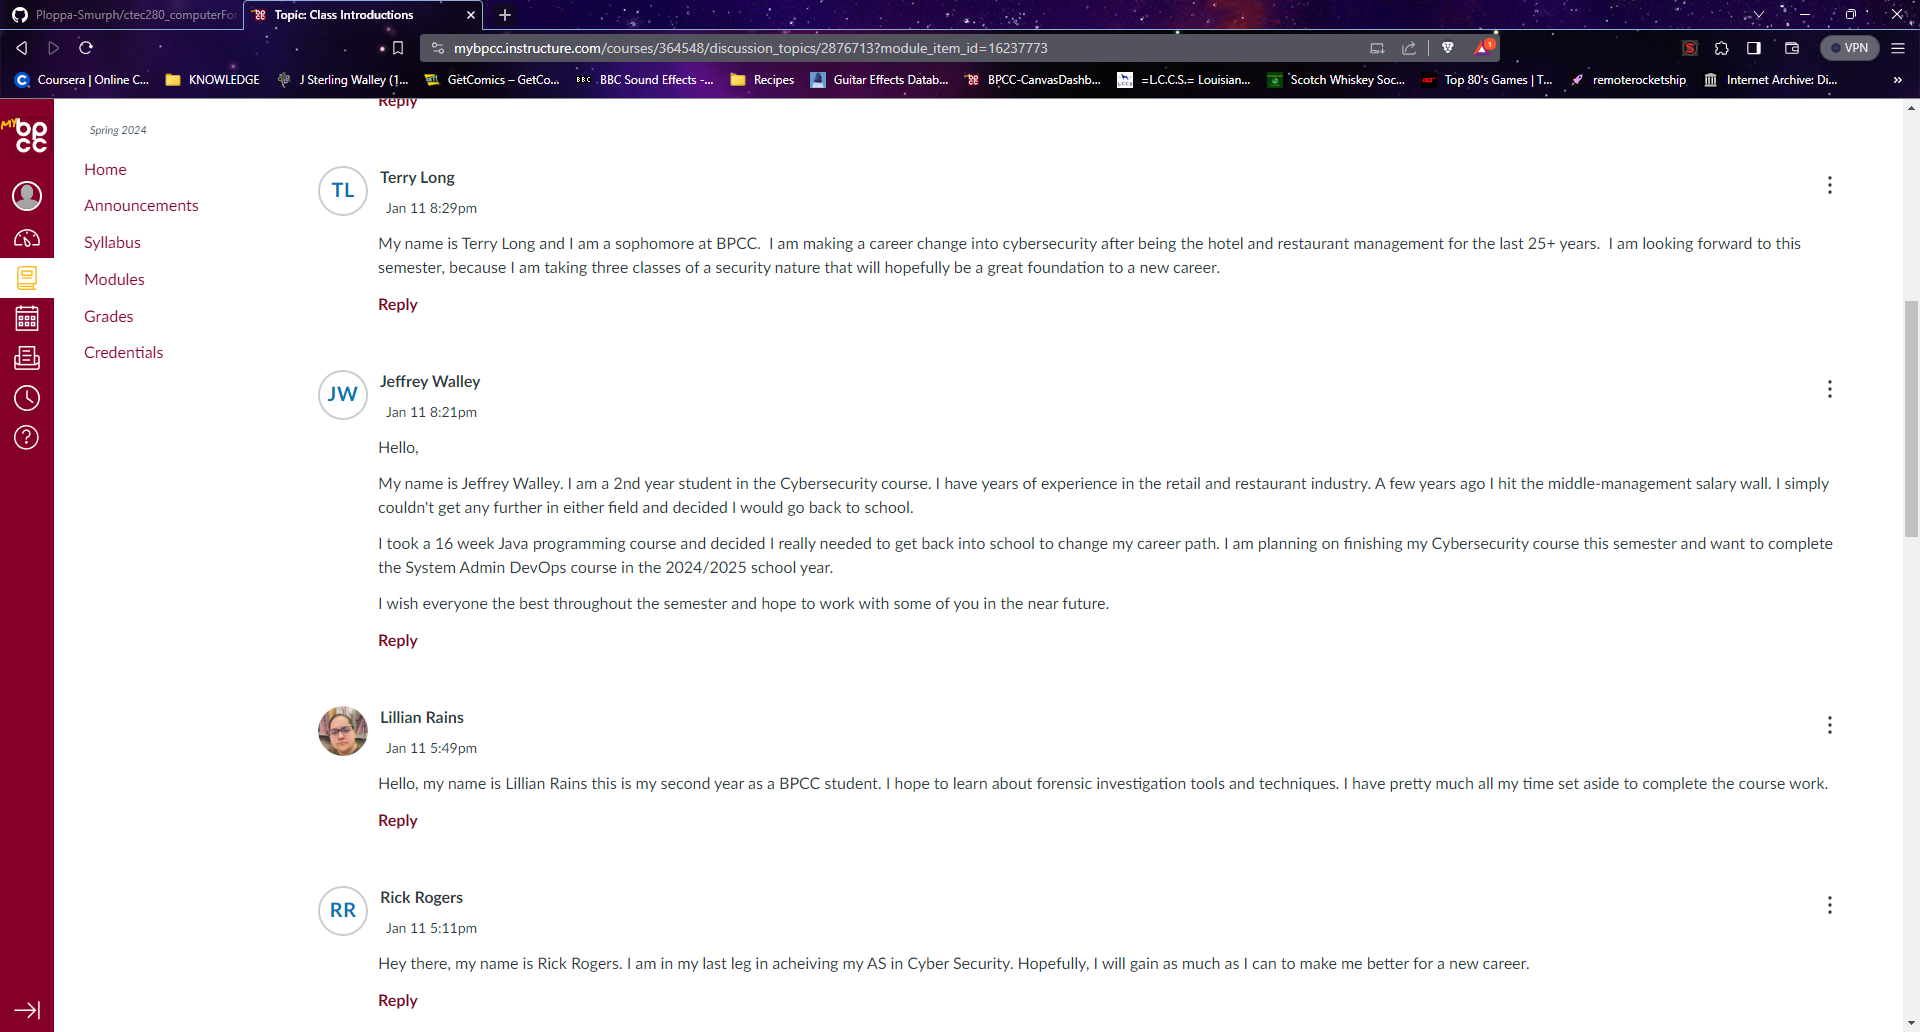 Ploppa-Smurph/ctec280_computerFo
Topic: Class Introductions
mybpcc.instructure.com/courses/364548/discussion_topics/2876713?module_item_id=16237773
1
VPN
Coursera | Online C...
KNOWLEDGE
J Sterling Walley (1...
GetComics – GetCo...
BBC
BBC Sound Effects -...
Recipes
Guitar Effects Datab...
BPCC-CanvasDashb...
=L.C.C.S.= Louisian...
Scotch Whiskey Soc...
Top 80's Games | T...
remoterocketship
Internet Archive: Di...
»
MY bp
cc
Spring 2024
Home
Announcements
Syllabus
Modules
Grades
Credentials
Reply
TL
Terry Long
Jan 11 8:29pm
My name is Terry Long and I am a sophomore at BPCC.  I am making a career change into cybersecurity after being the hotel and restaurant management for the last 25+ years.  I am looking forward to this
semester, because I am taking three classes of a security nature that will hopefully be a great foundation to a new career.
Reply
JW
Jeffrey Walley
Jan 11 8:21pm
Hello,
My name is Jeffrey Walley. I am a 2nd year student in the Cybersecurity course. I have years of experience in the retail and restaurant industry. A few years ago I hit the middle-management salary wall. I simply
couldn't get any further in either field and decided I would go back to school.
I took a 16 week Java programming course and decided I really needed to get back into school to change my career path. I am planning on finishing my Cybersecurity course this semester and want to complete
the System Admin DevOps course in the 2024/2025 school year.
I wish everyone the best throughout the semester and hope to work with some of you in the near future.
Reply
Lillian Rains
Jan 11 5:49pm
Hello, my name is Lillian Rains this is my second year as a BPCC student. I hope to learn about forensic investigation tools and techniques. I have pretty much all my time set aside to complete the course work.
Reply
RR
Rick Rogers
Jan 11 5:11pm
Hey there, my name is Rick Rogers. I am in my last leg in acheiving my AS in Cyber Security. Hopefully, I will gain as much as I can to make me better for a new career.
Reply